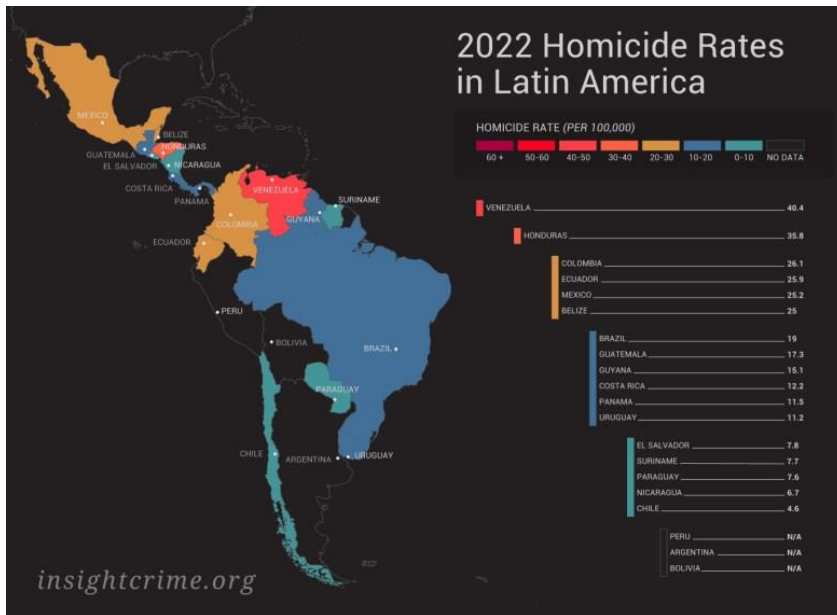 2022 Homicide Rates
in Latin America
HOMICIDE RATE (PER 100,000)
60 + 50-60 40-50 30-40 20-30 10-20 0-10 NO DATA
MEXICO
BELIZE
HONDURAS
GUATEMALA
NICARAGUA
EL SALVADOR
COSTA RICA
PANAMA
VENEZUELA
SURINAME
GUYANA
COLOMBIA
ECUADOR
PERU
BOLIVIA
BRAZIL
PARAGUAY
CHILE
ARGENTINA
URUGUAY
VENEZUELA 40.4
HONDURAS 35.8
COLOMBIA 26.1
ECUADOR 25.9
MEXICO 25.2
BELIZE 25
BRAZIL 19
GUATEMALA 17.3
GUYANA 15.1
COSTA RICA 12.2
PANAMA 11.5
URUGUAY 11.2
EL SALVADOR 7.8
SURINAME 7.7
PARAGUAY 7.6
NICARAGUA 6.7
CHILE 4.6
PERU N/A
ARGENTINA N/A
BOLIVIA N/A
insightcrime.org